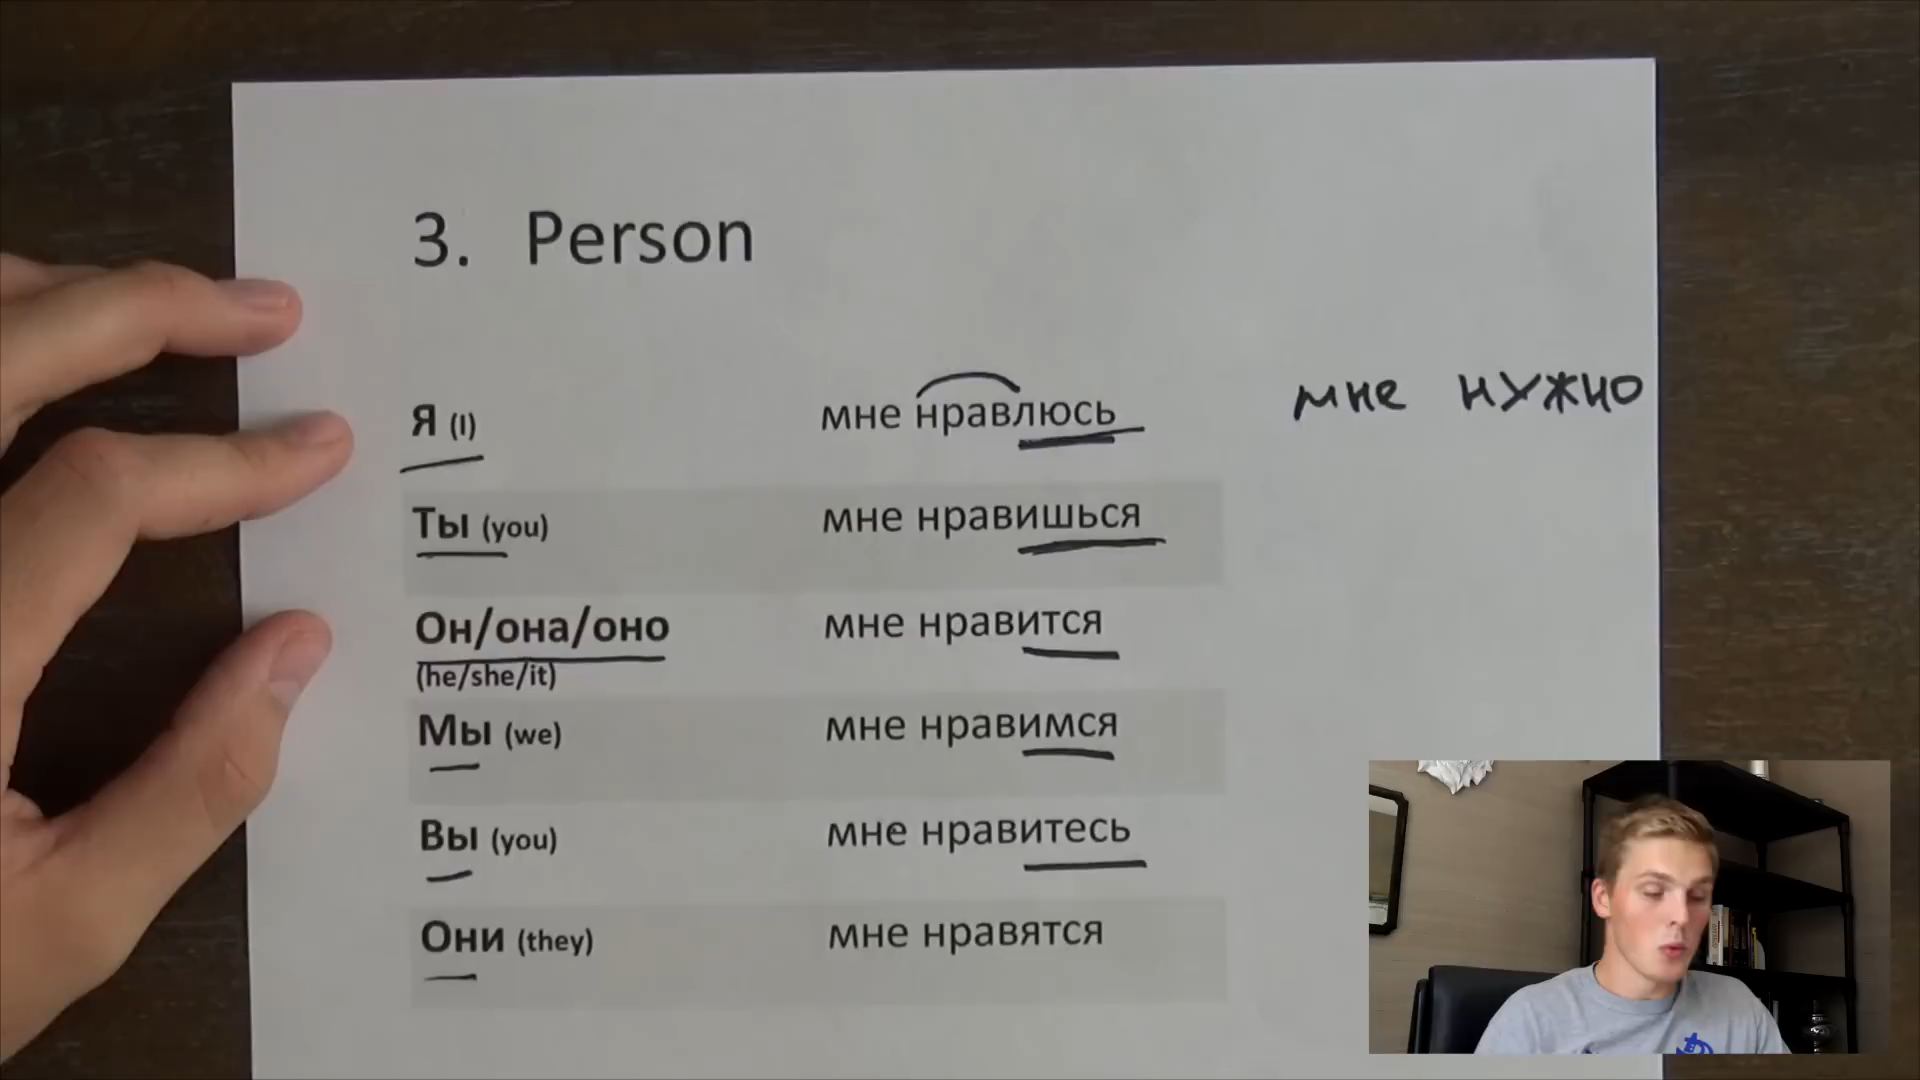 3. Person
Я (I) мне нравлюсь мне нужно
Ты (you) мне нравишься
Он/она/оно мне нравится
(he/she/it)
Мы (we) мне нравимся
Вы (you) мне нравитесь
Они (they) мне нравятся